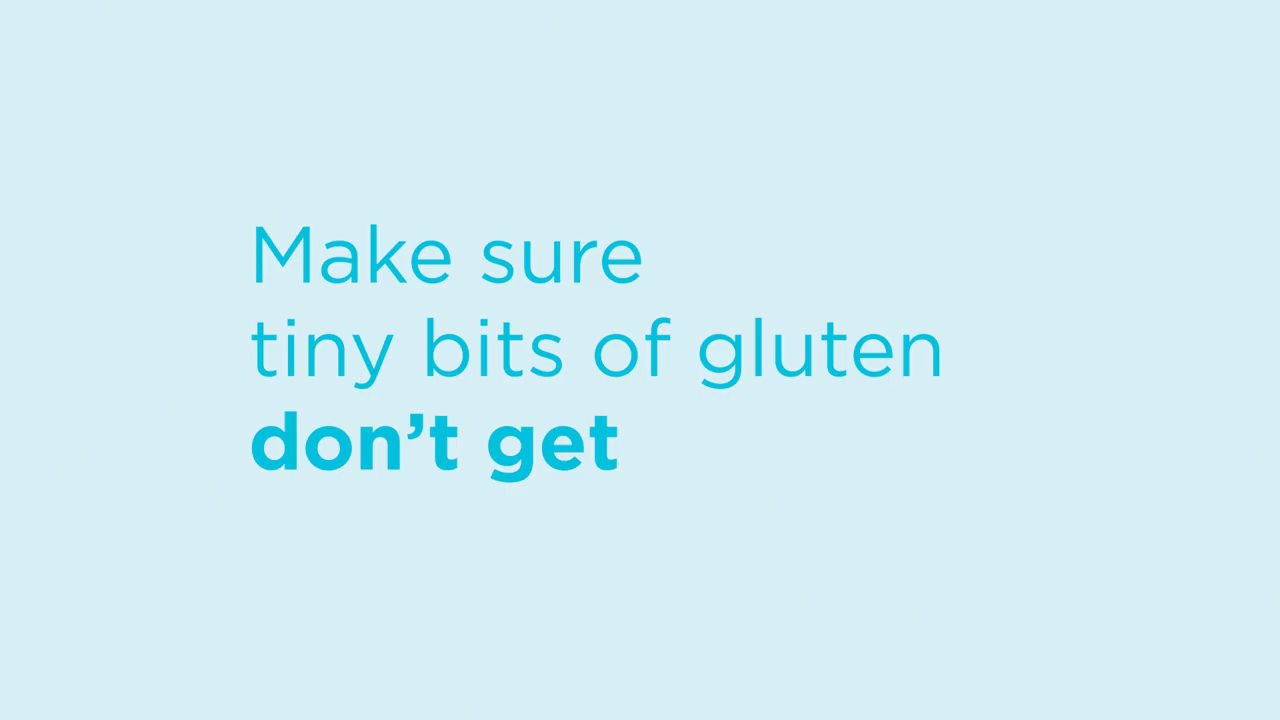 Make sure
tiny bits of gluten
don’t get